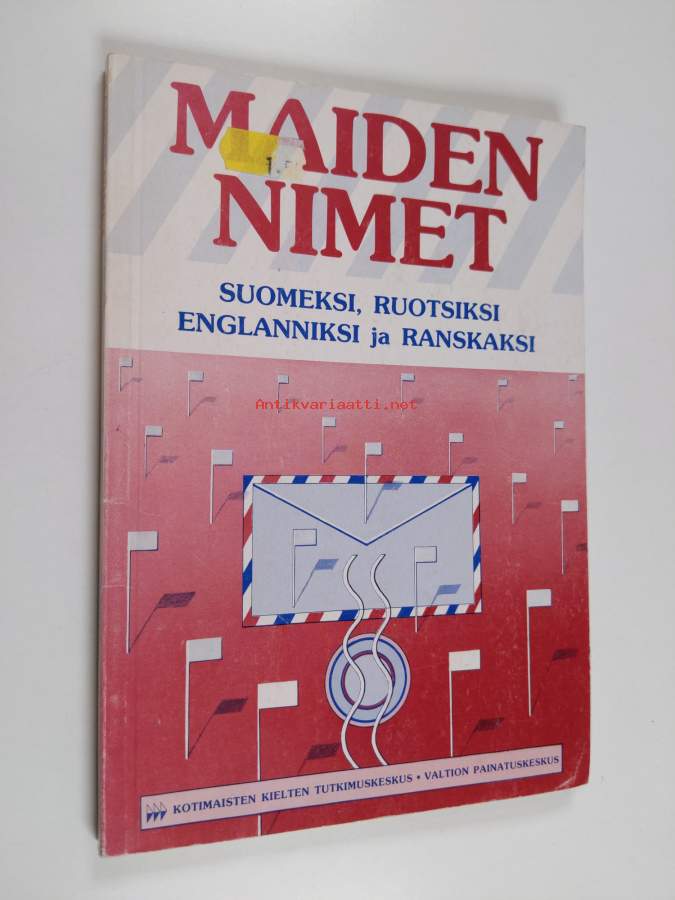 MAIDEN
NIMET
SUOMEKSI, RUOTSIKSI
ENGLANNIKSI ja RANSKAKSI
Antikvariaatti.net
KOTIMAISTEN KIELTEN TUTKIMUSKESKUS • VALTION PAINATUSKESKUS